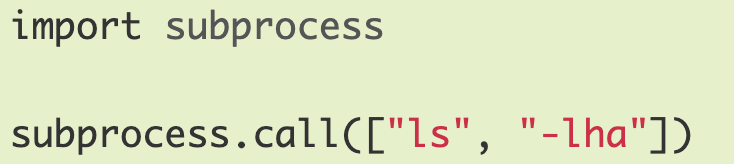 import subprocess
subprocess.call(["ls", "-lha"])